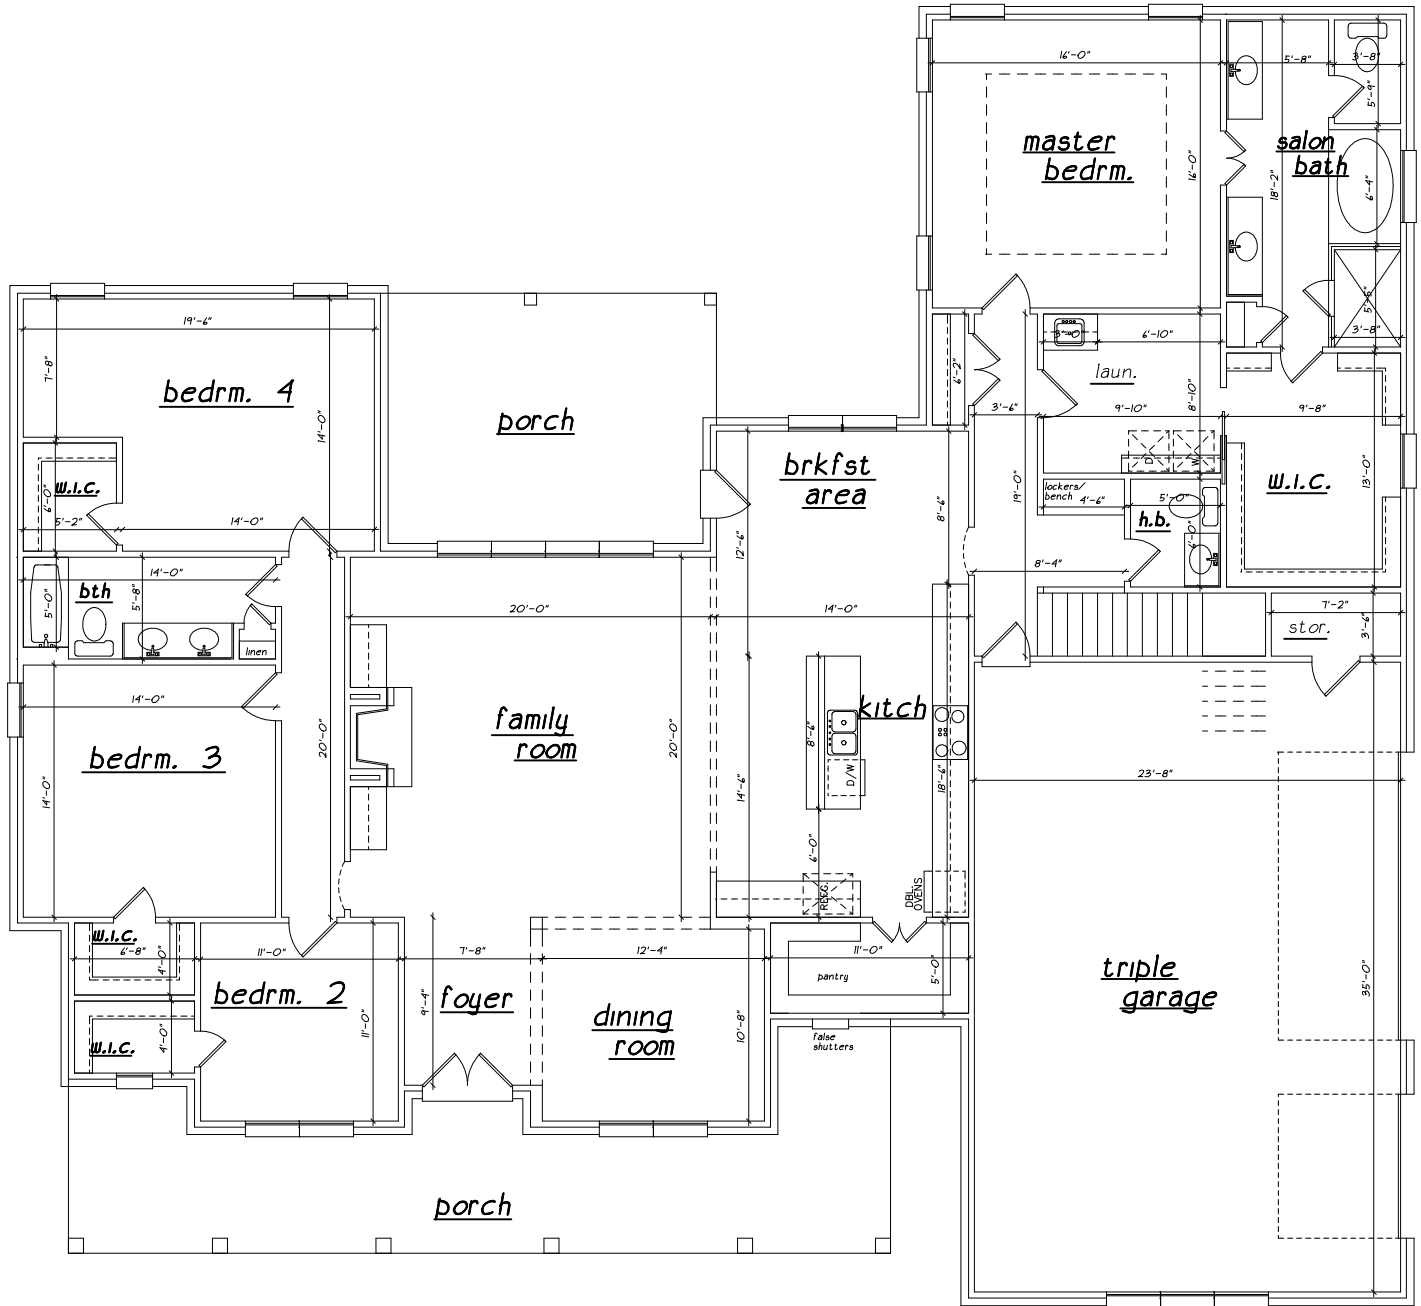 16'-0"
5'-8"
3'-8"
5'-9"
master
bedrm.
salon
bath
16'-0"
18'-2"
6'-4"
5'-6"
3'-8"
19'-6"
7'-8"
bedrm. 4
14'-0"
porch
3'-0"
6'-10"
6'-2"
laun.
3'-6"
9'-10"
8'-10"
9'-8"
D
W
brkfst
area
w.i.c.
6'-0"
5'-2"
14'-0"
8'-6"
12'-6"
19'-0"
lockers/
bench
4'-6"
5'-0"
h.b.
6'-0"
w.i.c.
13'-0"
8'-4"
14'-0"
bth
5'-0"
5'-8"
linen
20'-0"
14'-0"
7'-2"
stor.
3'-6"
14'-0"
bedrm. 3
14'-0"
20'-0"
family
room
20'-0"
kitch
8'-6"
D/W
14'-6"
18'-6"
6'-0"
REFG.
DBL.
OVENS
23'-8"
w.i.c.
6'-8"
4'-0"
11'-0"
7'-8"
12'-4"
11'-0"
5'-0"
pantry
bedrm. 2
11'-0"
9'-4"
foyer
dining
room
10'-8"
triple
garage
35'-0"
w.i.c.
4'-0"
false
shutters
porch